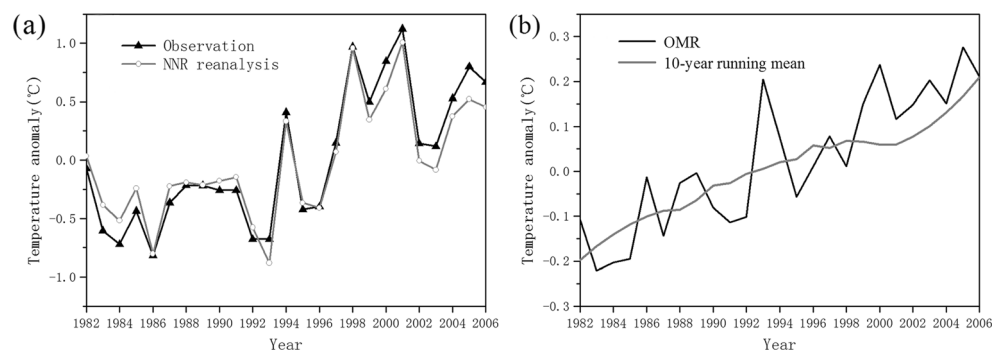 (a)
Temperature anomaly(℃)
1.0
0.5
0.0
-0.5
-1.0
Observation
NNR reanalysis
1982 1984 1986 1988 1990 1992 1994 1996 1998 2000 2002 2004 2006
Year
(b)
Temperature anomaly(℃)
0.3
0.2
0.1
0.0
-0.1
-0.2
-0.3
OMR
10-year running mean
1982 1984 1986 1988 1990 1992 1994 1996 1998 2000 2002 2004 2006
Year